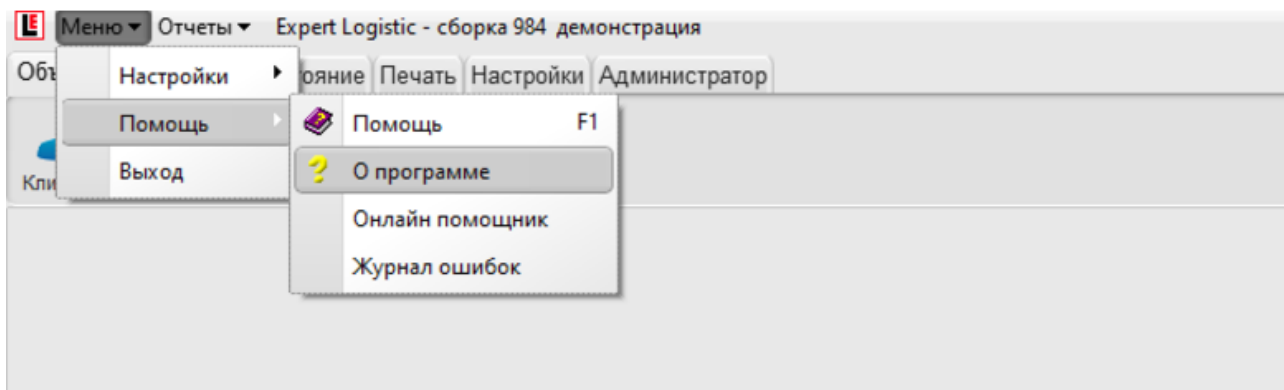 LE Меню Отчеты Expert Logistic - сборка 984 демонстрация
Печать Настройки Администратор
Настройки
Помощь
Помощь F1
Выход
О программе
Онлайн помощник
Журнал ошибок